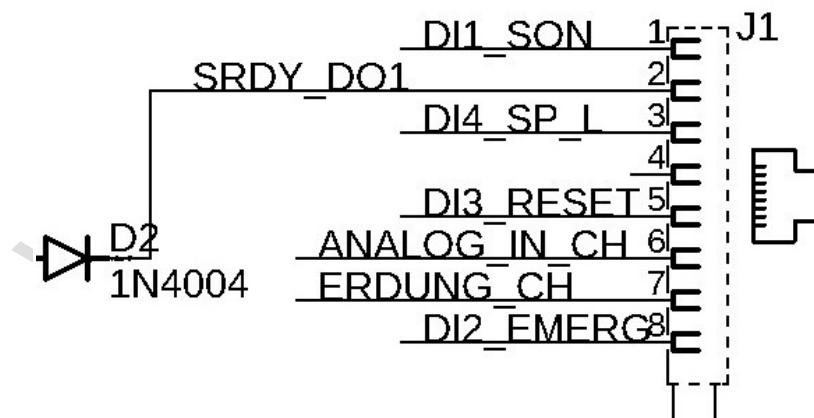 J1
DI1_SON 1
SRDY_DO1 2
DI4_SP_L 3
4
DI3_RESET 5
D2
ANALOG_IN_CH 6
1N4004
ERDUNG_CH 7
DI2_EMERG 8